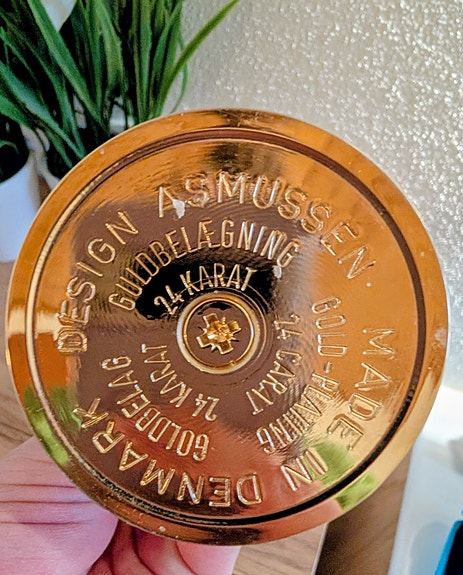 DESIGN ASMUSSEN
MADE IN DENMARK
GULDBELÆGNING
24 KARAT
GOLD-PLATING
24 CARAT
GOLDBELAG
24 KARAT